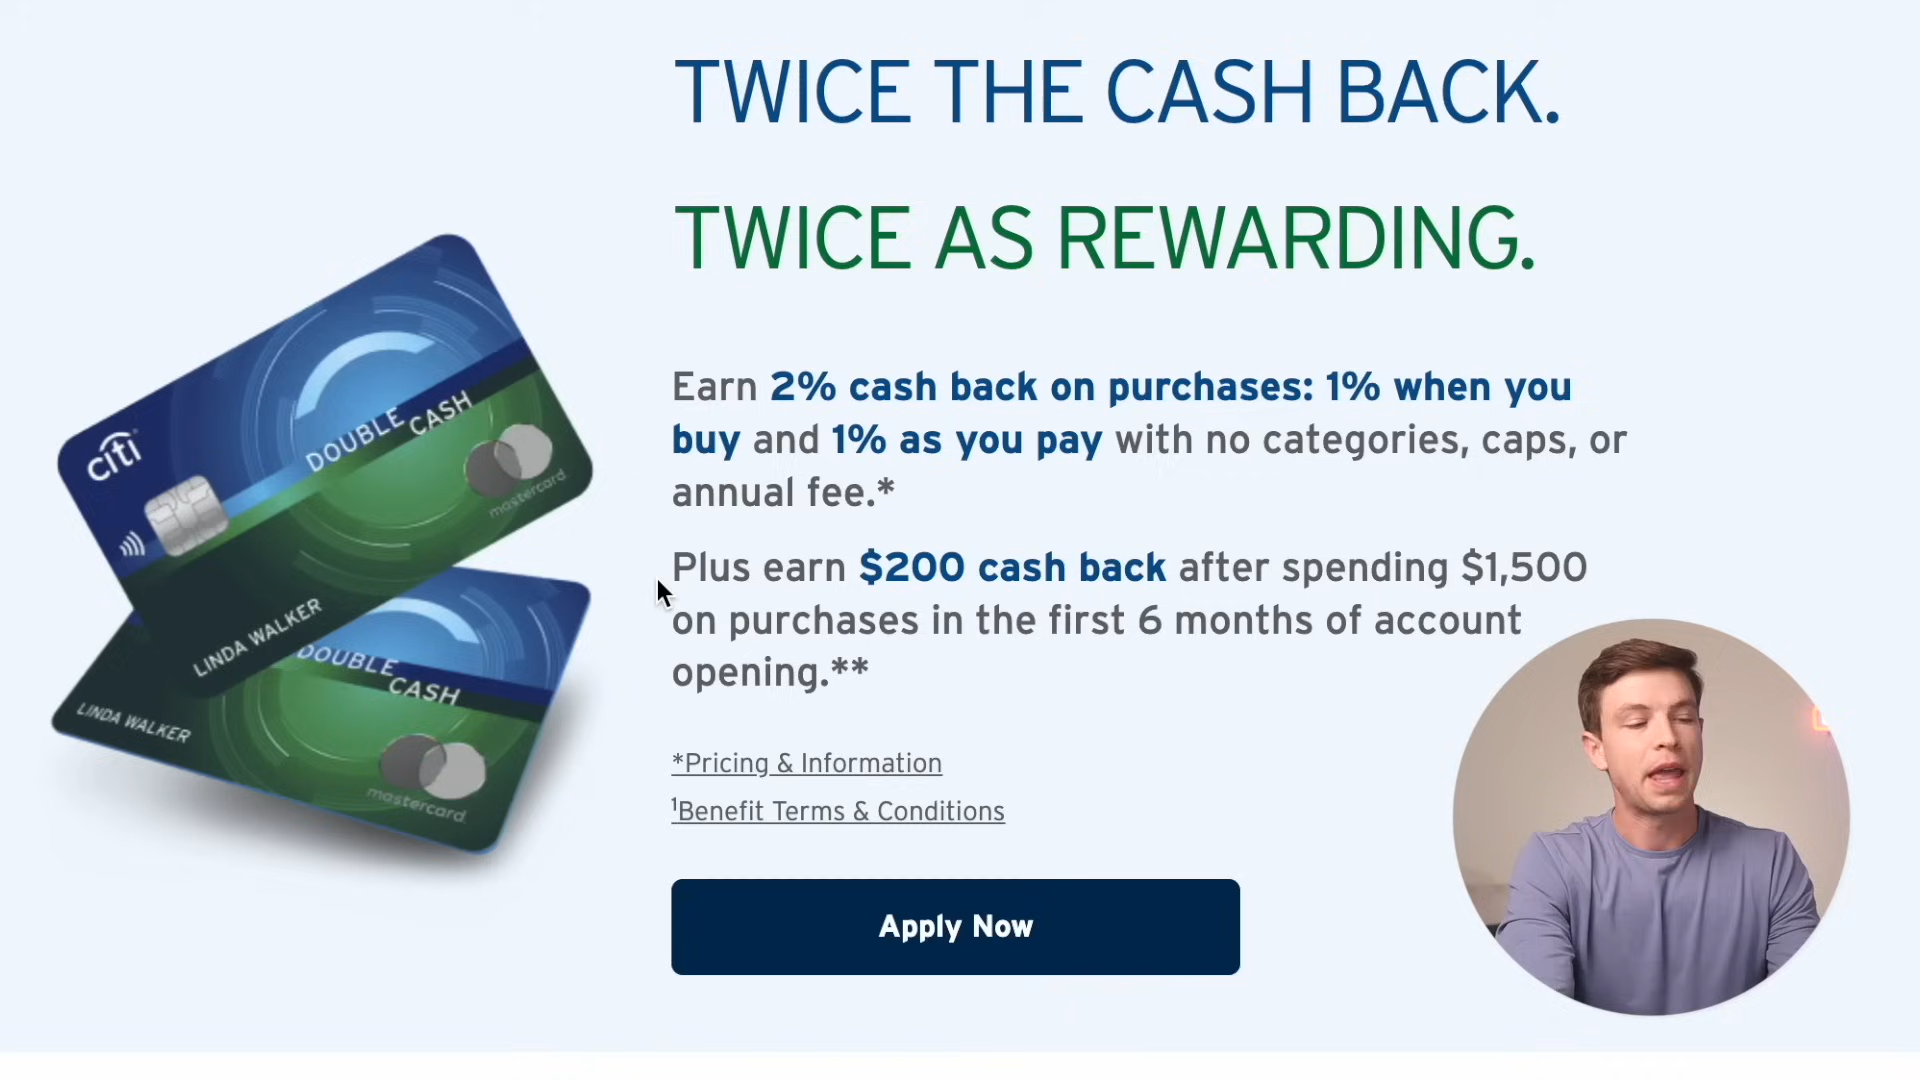 TWICE THE CASH BACK.
TWICE AS REWARDING.
Earn 2% cash back on purchases: 1% when you
buy and 1% as you pay with no categories, caps, or
annual fee.*
Plus earn $200 cash back after spending $1,500
on purchases in the first 6 months of account
opening.**
*Pricing & Information
¹Benefit Terms & Conditions
Apply Now
citi
DOUBLE
CASH
mastercard
LINDA WALKER
DOUBLE
CASH
LINDA WALKER
mastercard